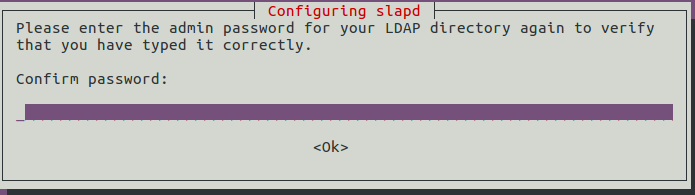 Configuring slapd
Please enter the admin password for your LDAP directory again to verify
that you have typed it correctly.
Confirm password:
<Ok>